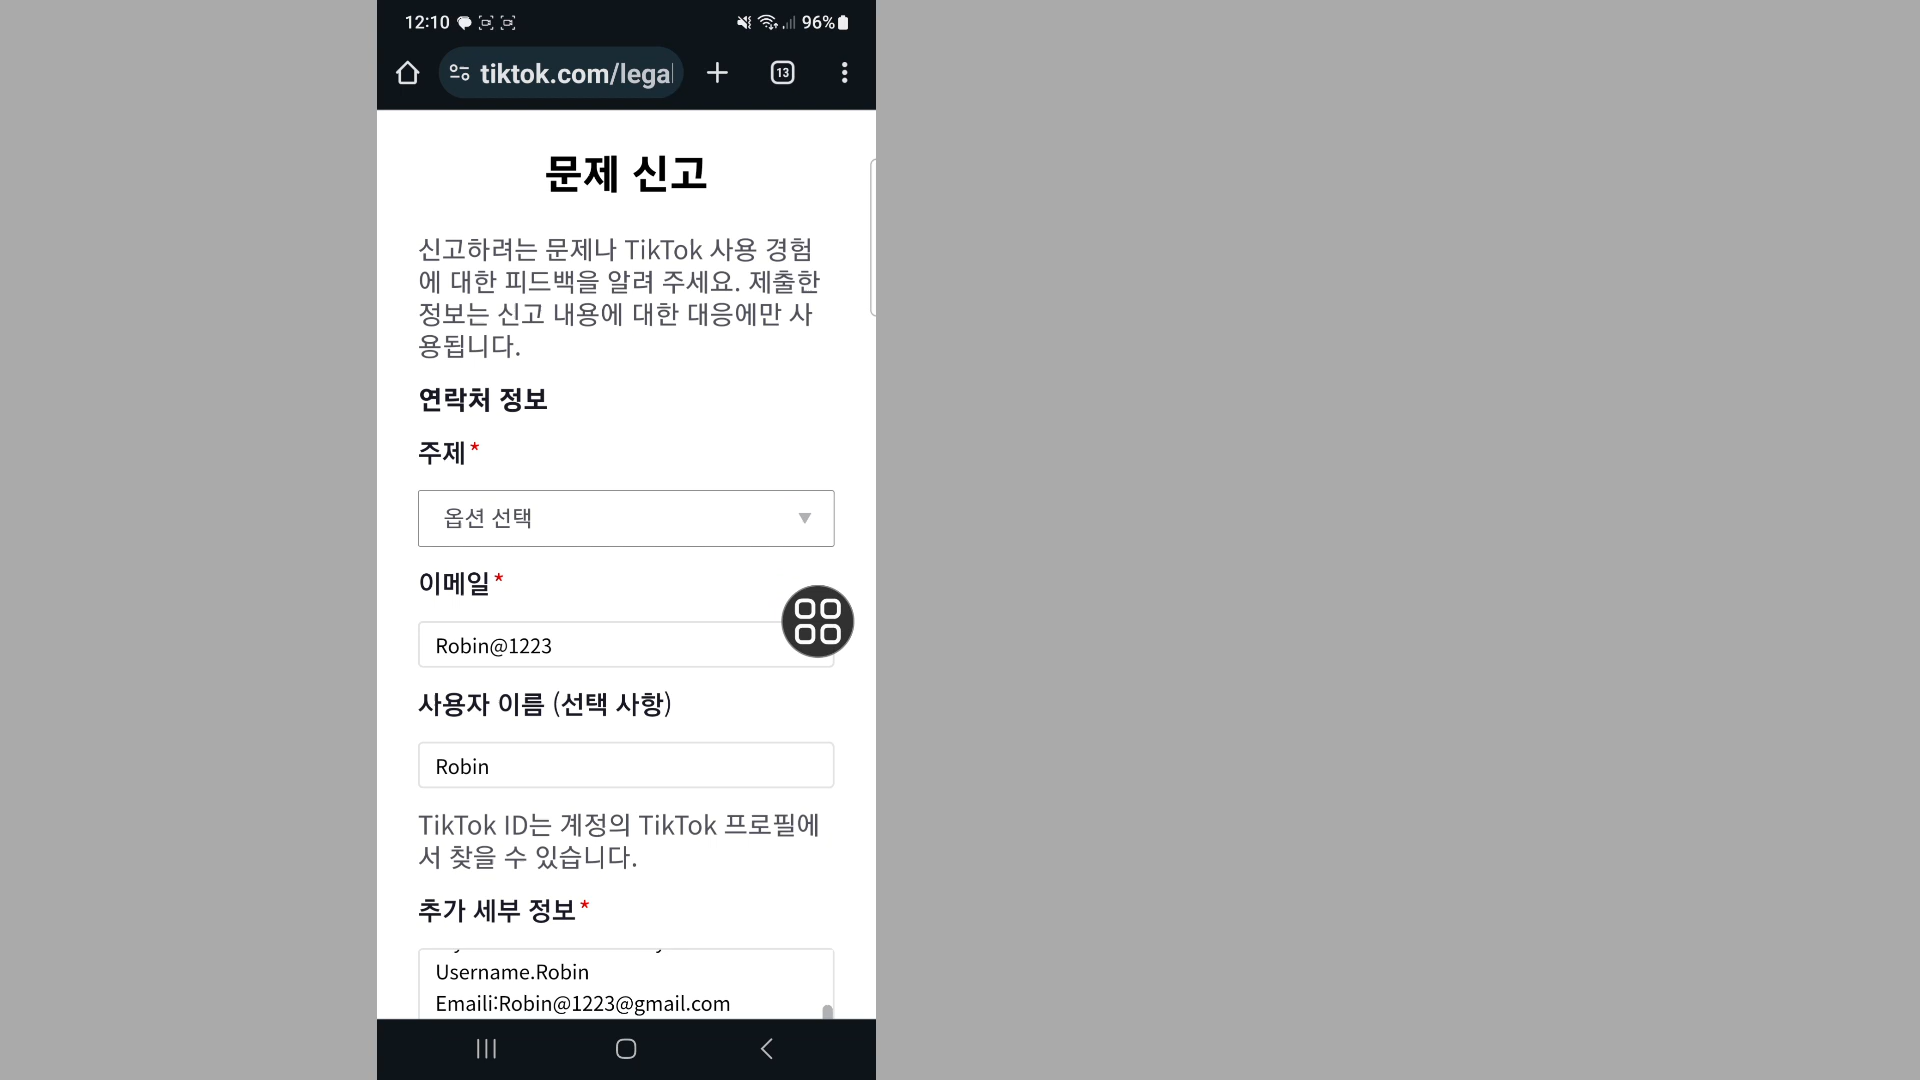 12:10
96%
tiktok.com/lega
13
문제 신고
신고하려는 문제나 TikTok 사용 경험
에 대한 피드백을 알려 주세요. 제출한
정보는 신고 내용에 대한 대응에만 사
용됩니다.
연락처 정보
주제*
옵션 선택
이메일*
Robin@1223
사용자 이름 (선택 사항)
Robin
TikTok ID는 계정의 TikTok 프로필에
서 찾을 수 있습니다.
추가 세부 정보*
Username.Robin
Emaili:Robin@1223@gmail.com